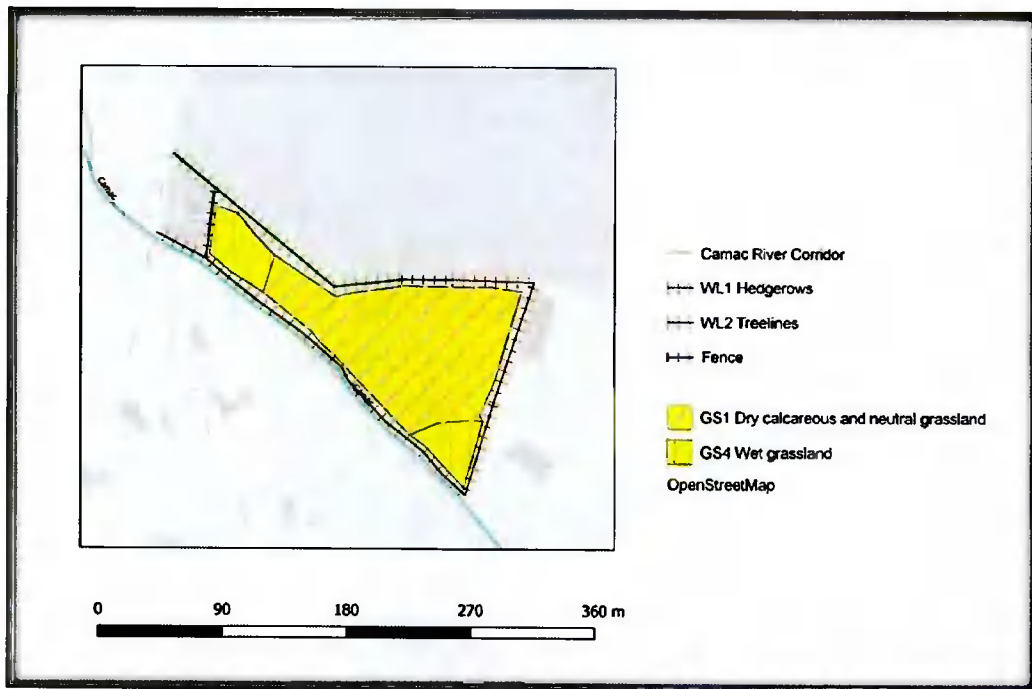 Camac
Camac River Corridor
WL1 Hedgerows
WL2 Treelines
Fence
GS1 Dry calcareous and neutral grassland
GS4 Wet grassland
OpenStreetMap
0 90 180 270 360 m